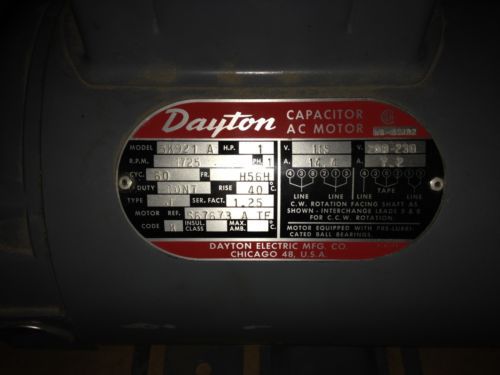 Dayton CAPACITOR AC MOTOR
MODEL A H.P. 1 V. 115
R.P.M. 1725 PH. 1 A.
CYC. 60 FR. H56H
DUTY CONT RISE 40 °C
TYPE SER. FACT. 1.25 LINE LINE TAPE LINE LINE
MOTOR REF. C.W. ROTATION FACING SHAFT AS
CODE INSUL. CLASS MAX. AMB. °C SHOWN - INTERCHANGE LEADS 5 & 8
FOR C.C.W. ROTATION.
MOTOR EQUIPPED WITH PRE-LUBRI-
CATED BALL BEARINGS.
DAYTON ELECTRIC MFG. CO.
CHICAGO 48, U.S.A.